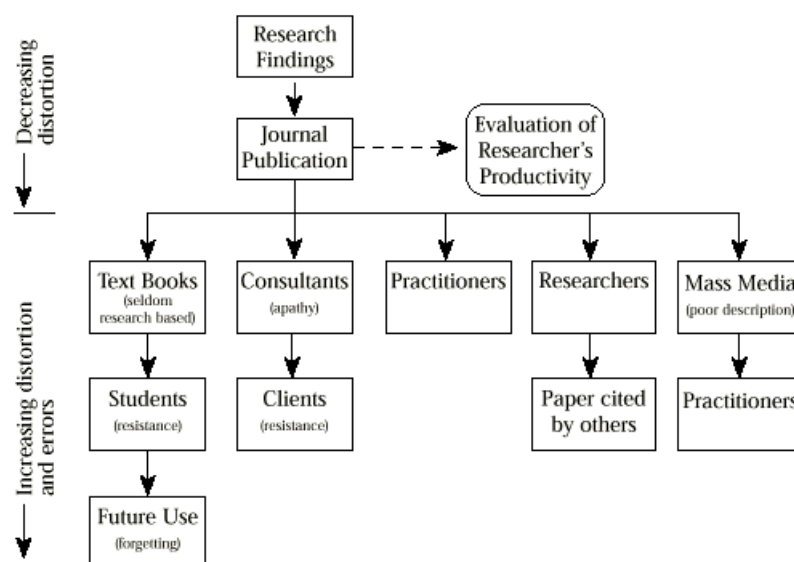 Decreasing
distortion
Research
Findings
Journal
Publication
Evaluation of
Researcher's
Productivity
Increasing distortion
and errors
Text Books
(seldom
research based)
Consultants
(apathy)
Practitioners
Researchers
Mass Media
(poor description)
Students
(resistance)
Clients
(resistance)
Paper cited
by others
Practitioners
Future Use
(forgetting)